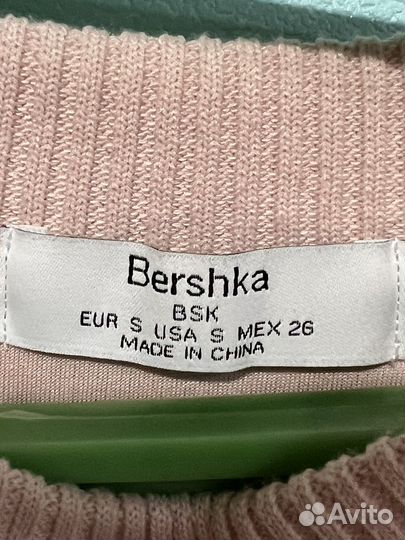 Bershka
BSK
EUR S USA S MEX 26
MADE IN CHINA
Avito